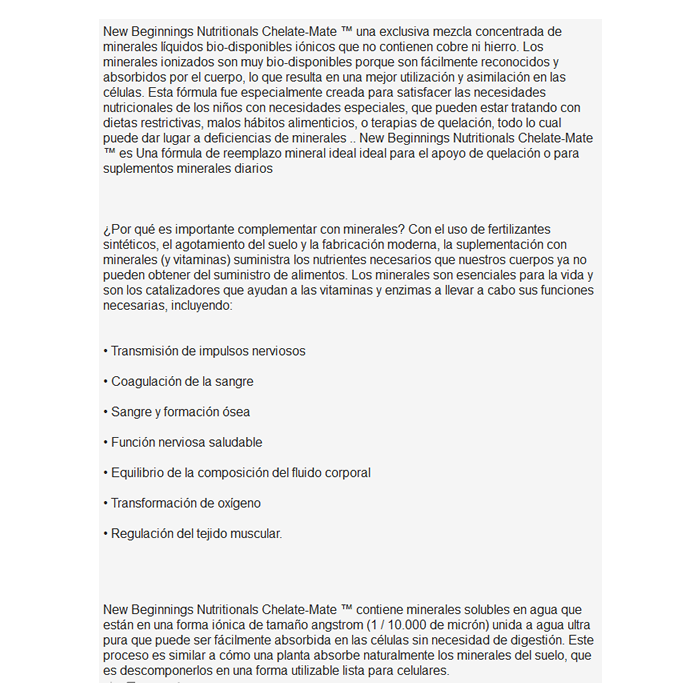 New Beginnings Nutritionals Chelate-Mate ™ una exclusiva mezcla concentrada de
minerales líquidos bio-disponibles iónicos que no contienen cobre ni hierro. Los
minerales ionizados son muy bio-disponibles porque son fácilmente reconocidos y
absorbidos por el cuerpo, lo que resulta en una mejor utilización y asimilación en las
células. Esta fórmula fue especialmente creada para satisfacer las necesidades
nutricionales de los niños con necesidades especiales, que pueden estar tratando con
dietas restrictivas, malos hábitos alimenticios, o terapias de quelación, todo lo cual
puede dar lugar a deficiencias de minerales .. New Beginnings Nutritionals Chelate-Mate
™ es Una fórmula de reemplazo mineral ideal ideal para el apoyo de quelación o para
suplementos minerales diarios
¿Por qué es importante complementar con minerales? Con el uso de fertilizantes
sintéticos, el agotamiento del suelo y la fabricación moderna, la suplementación con
minerales (y vitaminas) suministra los nutrientes necesarios que nuestros cuerpos ya no
pueden obtener del suministro de alimentos. Los minerales son esenciales para la vida y
son los catalizadores que ayudan a las vitaminas y enzimas a llevar a cabo sus funciones
necesarias, incluyendo:
• Transmisión de impulsos nerviosos
• Coagulación de la sangre
• Sangre y formación ósea
• Función nerviosa saludable
• Equilibrio de la composición del fluido corporal
• Transformación de oxígeno
• Regulación del tejido muscular.
New Beginnings Nutritionals Chelate-Mate ™ contiene minerales solubles en agua que
están en una forma iónica de tamaño angstrom (1 / 10.000 de micrón) unida a agua ultra
pura que puede ser fácilmente absorbida en las células sin necesidad de digestión. Este
proceso es similar a cómo una planta absorbe naturalmente los minerales del suelo, que
es descomponerlos en una forma utilizable lista para celulares.